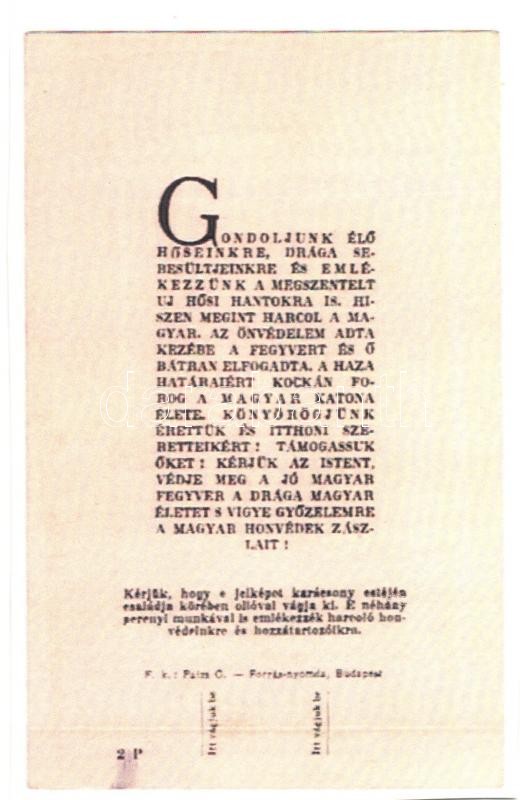 GONDOLJUNK ÉLŐ
HŐSEINKRE, DRÁGA SE-
BESÜLTJEINKRE ÉS EMLÉ-
KEZZÜNK A MEGSZENTELT
UJ HŐSI HANTOKRA IS. HI-
SZEN MEGINT HARCOL A MA-
GYAR. AZ ÖNVÉDELEM ADTA
KEZÉBE A FEGYVERT ÉS Ő
BÁTRAN ELFOGADTA. A HAZA
HATÁRAIÉRT KOCKÁN FO-
ROG A MAGYAR KATONA
ÉLETE. KÖNYÖRÖGJÜNK
ÉRETTÜK ÉS ITTHONI SZE-
RETTEIKÉRT! TÁMOGASSUK
ŐKET! KÉRJÜK AZ ISTENT,
VÉDJE MEG A JÓ MAGYAR
FEGYVER A DRÁGA MAGYAR
ÉLETET S VIGYE GYŐZELEMRE
A MAGYAR HONVÉDEK ZÁSZ-
LAIT!
Kérjük, hogy e jelképet karácsony estéjén
családja körében ollóval vágja ki. E néhány
percnyi munkával is emlékezzék harcoló hon-
védeinkre és hozzátartozóikra.
F. k.: Paizs G. — Forrás-nyomda, Budapest
Itt vágjuk be
Itt vágjuk be
2 P